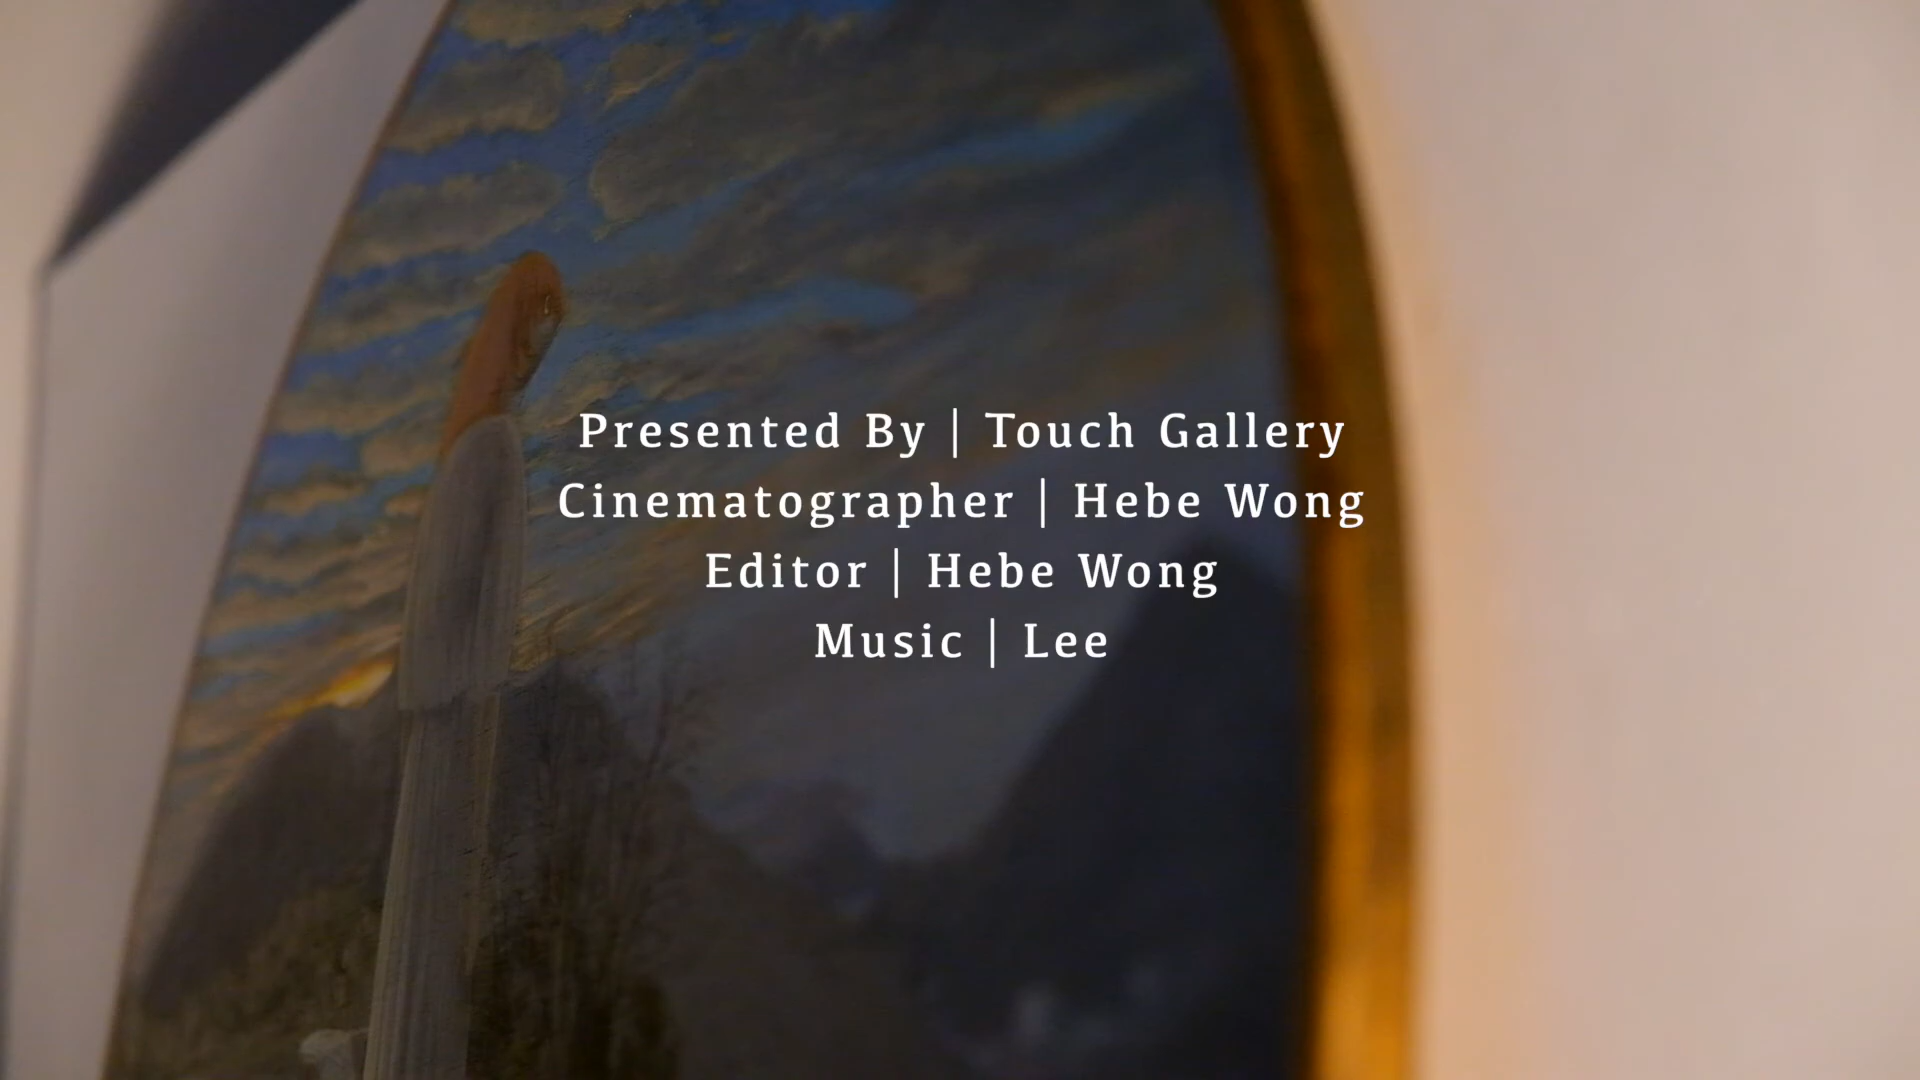 Presented By | Touch Gallery
Cinematographer | Hebe Wong
Editor | Hebe Wong
Music | Lee